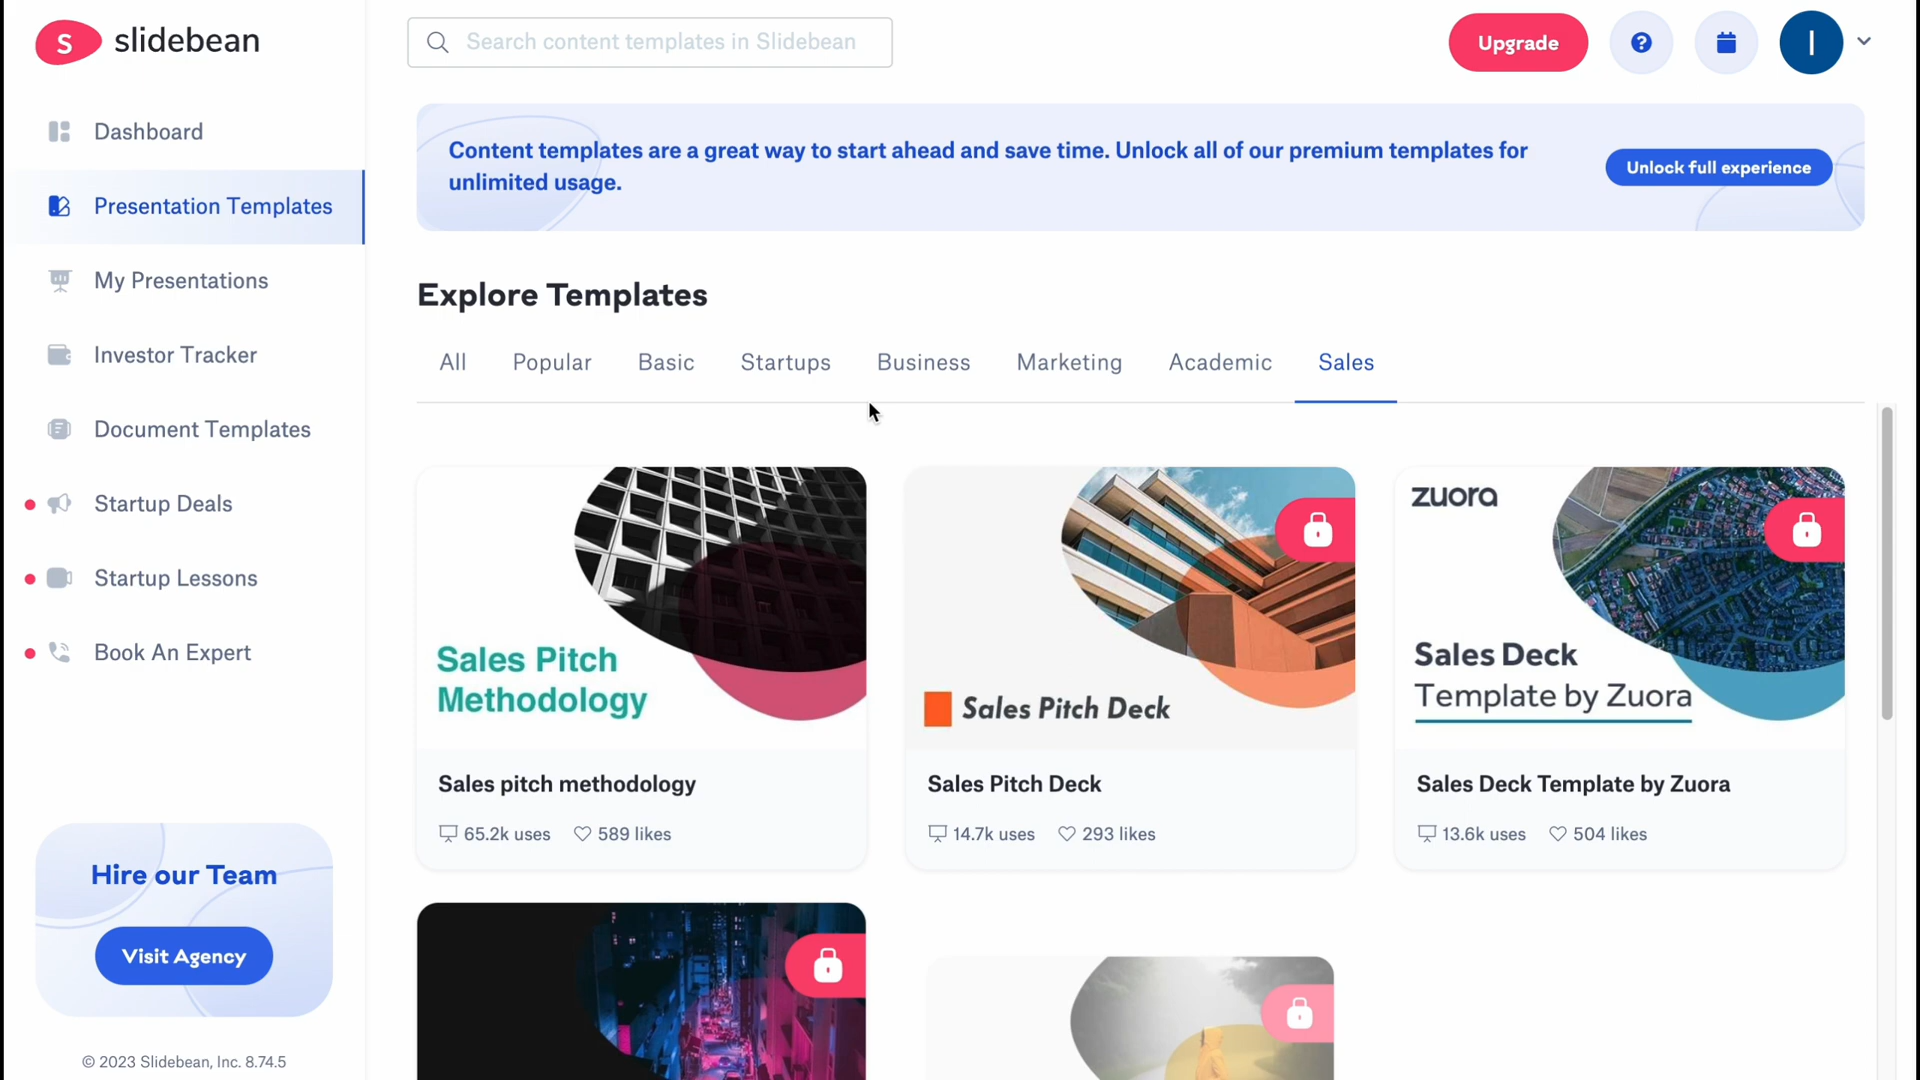 S slidebean
Search content templates in Slidebean
Upgrade
?
I
Dashboard
Presentation Templates
My Presentations
Investor Tracker
Document Templates
Startup Deals
Startup Lessons
Book An Expert
Hire our Team
Visit Agency
© 2023 Slidebean, Inc. 8.74.5
Content templates are a great way to start ahead and save time. Unlock all of our premium templates for
unlimited usage.
Unlock full experience
Explore Templates
All Popular Basic Startups Business Marketing Academic Sales
Sales Pitch
Methodology
Sales pitch methodology
65.2k uses 589 likes
Sales Pitch Deck
Sales Pitch Deck
14.7k uses 293 likes
zuora
Sales Deck
Template by Zuora
Sales Deck Template by Zuora
13.6k uses 504 likes